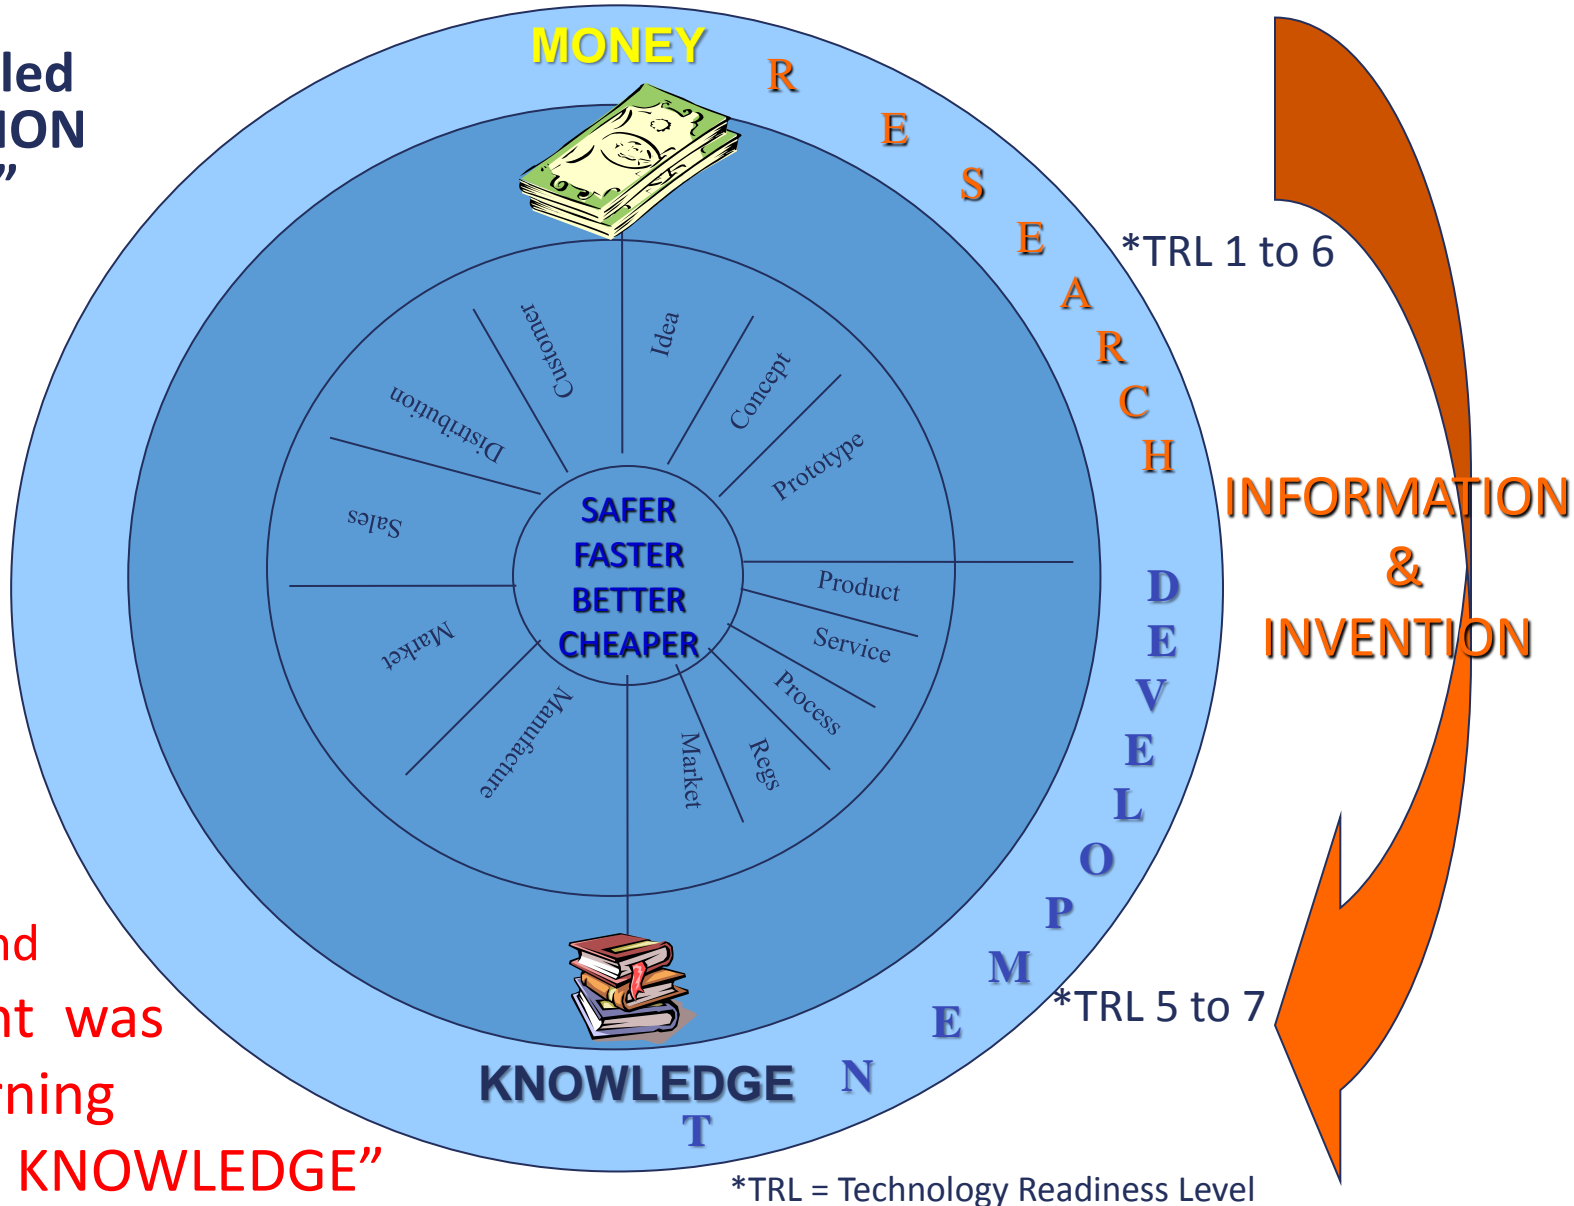 led
ION
”
MONEY
RESEARCH
*TRL 1 to 6
Customer
Idea
Concept
Prototype
Distribution
Sales
SAFER
FASTER
BETTER
CHEAPER
Product
Service
Process
Regs
Market
Manufacture
Market
INFORMATION
&
INVENTION
DEVELOPMENT
*TRL 5 to 7
KNOWLEDGE
nd
nt was
rning
KNOWLEDGE”
*TRL = Technology Readiness Level